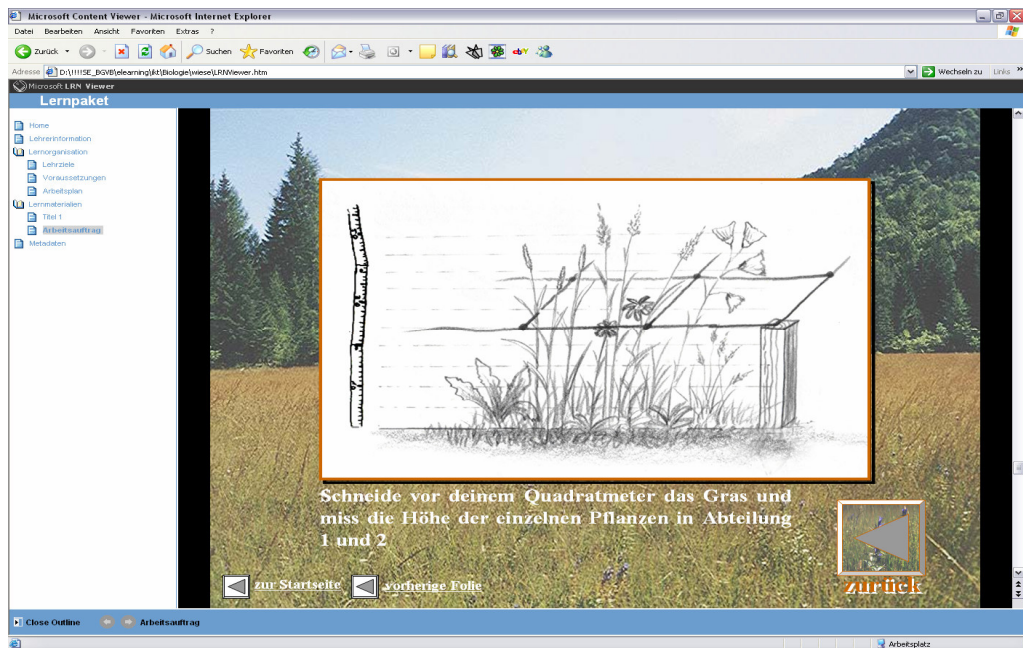 Microsoft Content Viewer - Microsoft Internet Explorer
Datei Bearbeiten Ansicht Favoriten Extras ?
Zurück Suchen Favoriten
Adresse D:\!!!!SE_BGVB\elearning\ikt\Biologie\wiese\LRNViewer.htm Wechseln zu Links »
Microsoft LRN Viewer
Lernpaket
Home
Lehrerinformation
Lernorganisation
Lehrziele
Voraussetzungen
Arbeitsplan
Lernmaterialien
Titel 1
Arbeitsauftrag
Metadaten
Schneide vor deinem Quadratmeter das Gras und
miss die Höhe der einzelnen Pflanzen in Abteilung
1 und 2
zur Startseite vorherige Folie
zurück
Close Outline Arbeitsauftrag
Arbeitsplatz